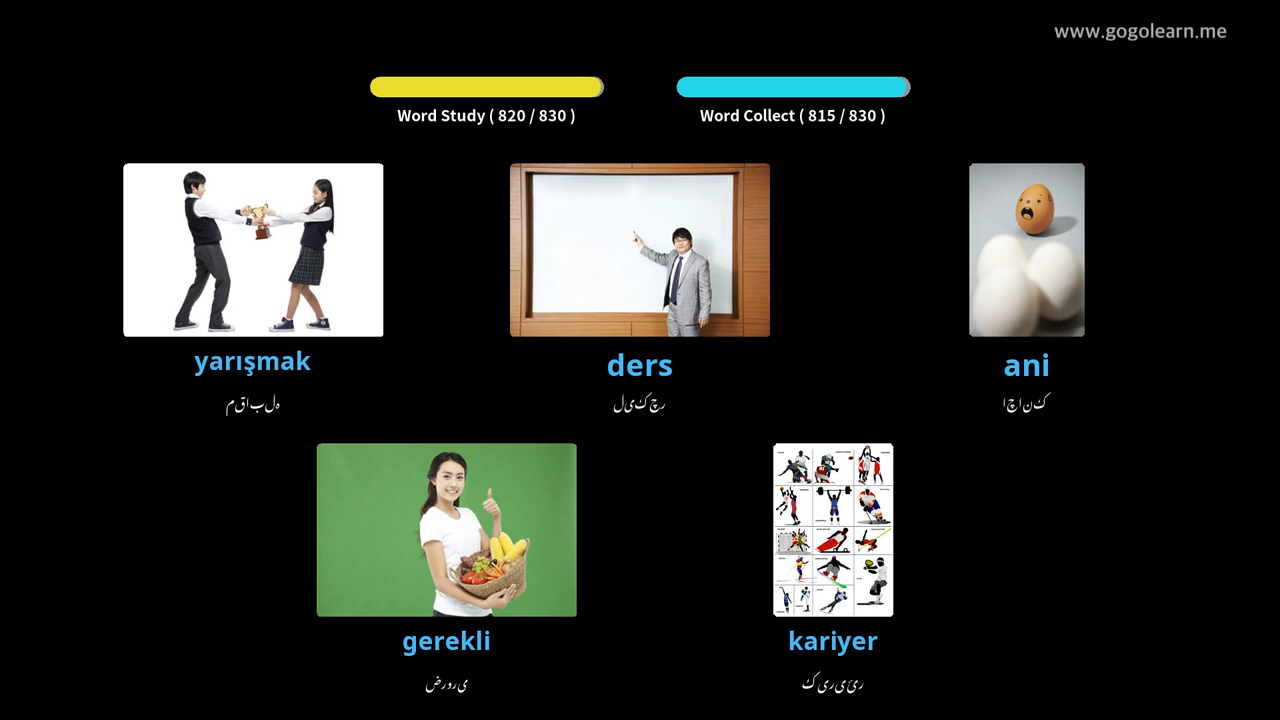 www.gogolearn.me
Word Study ( 820 / 830 )
Word Collect ( 815 / 830 )
yarışmak
مقابلہ
ders
لیکچر
ani
اچانک
gerekli
ضروری
kariyer
کیریئر